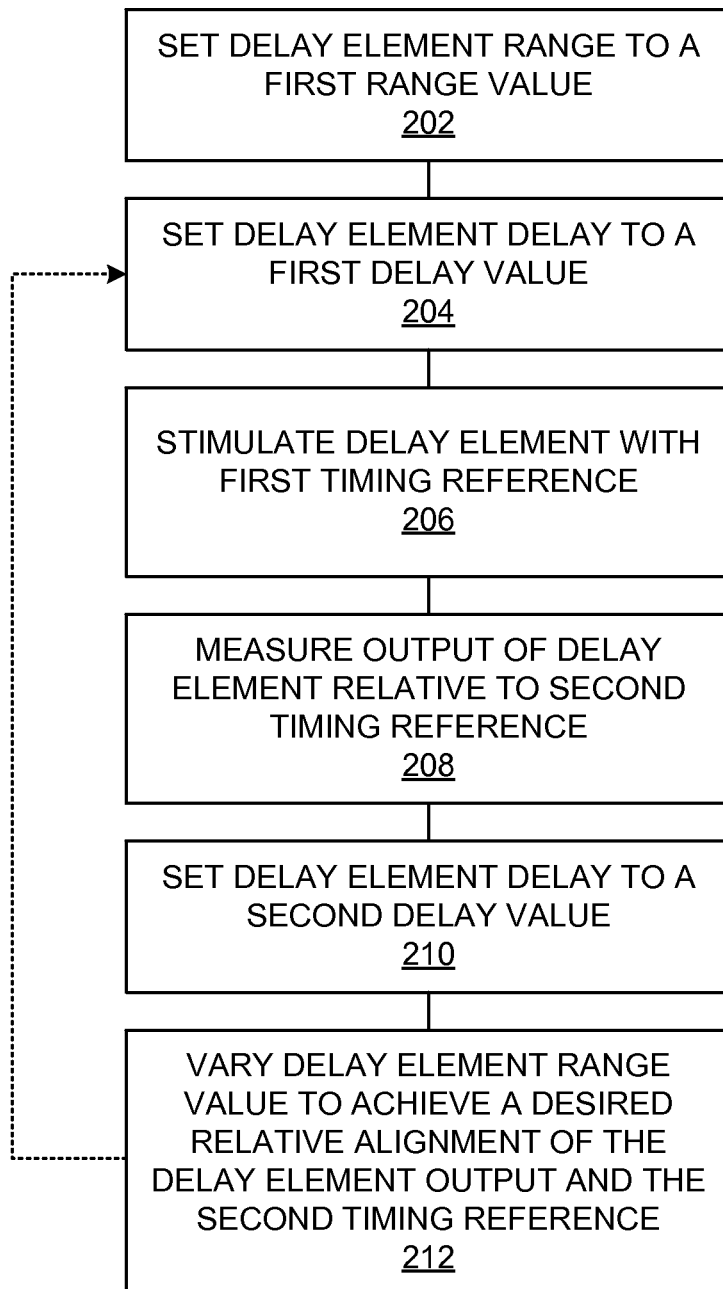 SET DELAY ELEMENT RANGE TO A
FIRST RANGE VALUE
202
SET DELAY ELEMENT DELAY TO A
FIRST DELAY VALUE
204
STIMULATE DELAY ELEMENT WITH
FIRST TIMING REFERENCE
206
MEASURE OUTPUT OF DELAY
ELEMENT RELATIVE TO SECOND
TIMING REFERENCE
208
SET DELAY ELEMENT DELAY TO A
SECOND DELAY VALUE
210
VARY DELAY ELEMENT RANGE
VALUE TO ACHIEVE A DESIRED
RELATIVE ALIGNMENT OF THE
DELAY ELEMENT OUTPUT AND THE
SECOND TIMING REFERENCE
212